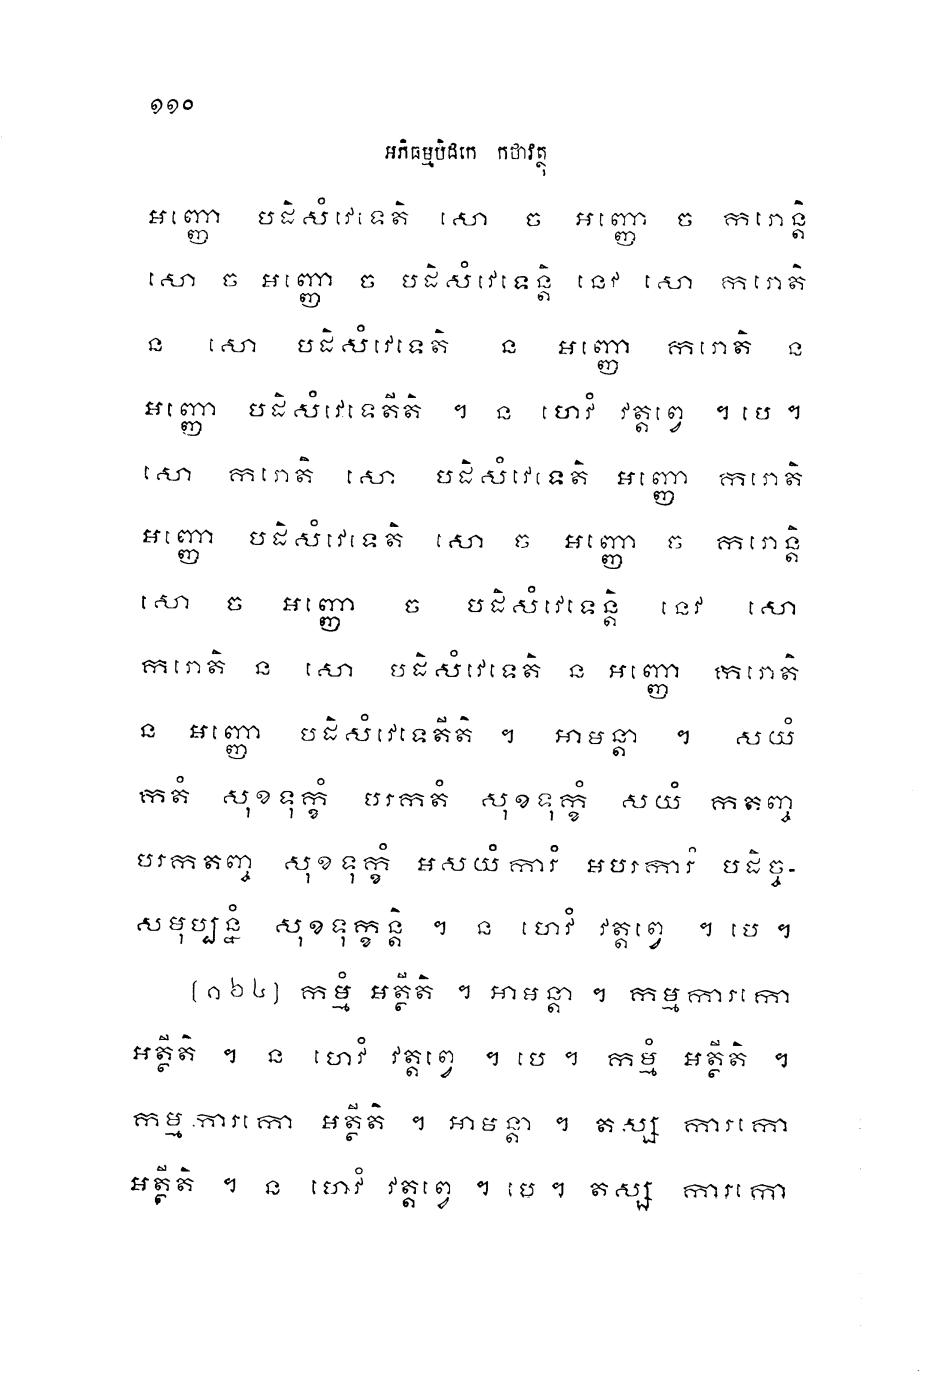 ១១០
អភិធម្មបិដកេ កថាវត្ថុ
អញ្ញោ បដិសំវេទេតិ សោ ច អញ្ញោ ច ករោន្តិ
សោ ច អញ្ញោ ច បដិសំវេទេន្តិ នេវ សោ ករោតិ
ន សោ បដិសំវេទេតិ ន អញ្ញោ ករោតិ ន
អញ្ញោ បដិសំវេទេតីតិ ។ ន ហេវំ វត្តព្វេ ។ បេ ។
សោ ករោតិ សោ បដិសំវេទេតិ អញ្ញោ ករោតិ
អញ្ញោ បដិសំវេទេតិ សោ ច អញ្ញោ ច ករោន្តិ
សោ ច អញ្ញោ ច បដិសំវេទេន្តិ នេវ សោ
ករោតិ ន សោ បដិសំវេទេតិ ន អញ្ញោ ករោតិ
ន អញ្ញោ បដិសំវេទេតីតិ ។ អាមន្តា ។ សយំ
កតំ សុខទុក្ខំ បរកតំ សុខទុក្ខំ សយំ កតញ្ច
បរកតញ្ច សុខទុក្ខំ អសយំការំ អបរការំ បដិច្ច-
សមុប្បន្នំ សុខទុក្ខន្តិ ។ ន ហេវំ វត្តព្វេ ។ បេ ។
(១៦៤) កម្មំ អត្ថីតិ ។ អាមន្តា ។ កម្មការកោ
អត្ថីតិ ។ ន ហេវំ វត្តព្វេ ។ បេ ។ កម្មំ អត្ថីតិ ។
កម្មការកោ អត្ថីតិ ។ អាមន្តា ។ តស្ស ការកោ
អត្ថីតិ ។ ន ហេវំ វត្តព្វេ ។ បេ ។ តស្ស ការកោ